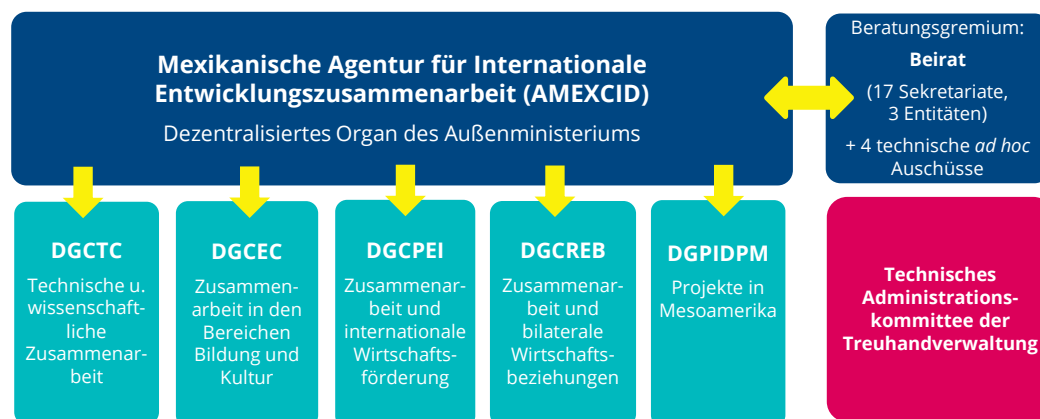 Mexikanische Agentur für Internationale
Entwicklungszusammenarbeit (AMEXCID)
Dezentralisiertes Organ des Außenministeriums
Beratungsgremium:
Beirat
(17 Sekretariate,
3 Entitäten)
+ 4 technische ad hoc
Auschüsse
DGCTC
Technische u.
wissenschaft-
liche
Zusammenar-
beit
DGCEC
Zusammen-
arbeit in den
Bereichen
Bildung und
Kultur
DGCPEI
Zusammenar-
beit und
internationale
Wirtschafts-
förderung
DGCREB
Zusammenar-
beit und
bilaterale
Wirtschafts-
beziehungen
DGPIDPM
Projekte in
Mesoamerika
Technisches
Administrations-
kommittee der
Treuhandverwaltung